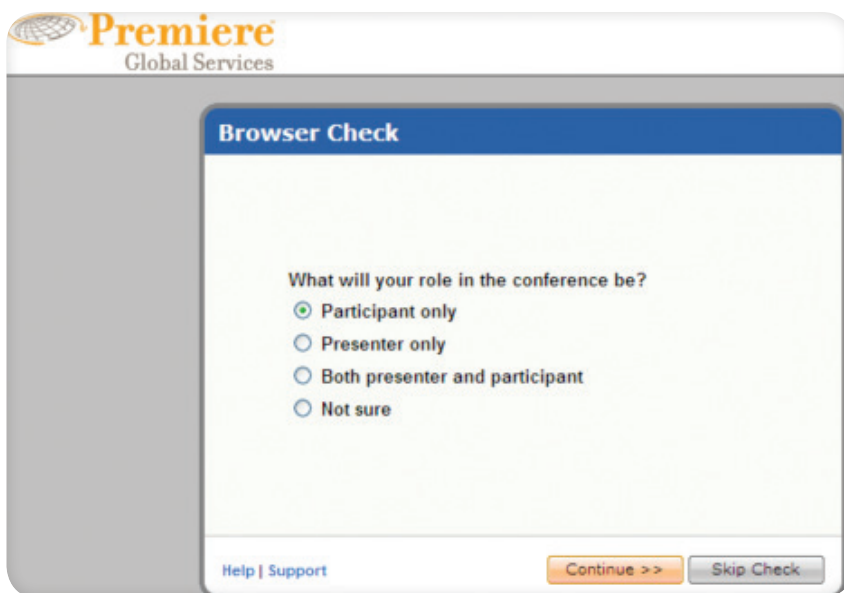 Premiere
Global Services
Browser Check
What will your role in the conference be?
Participant only
Presenter only
Both presenter and participant
Not sure
Help | Support
Continue >>
Skip Check